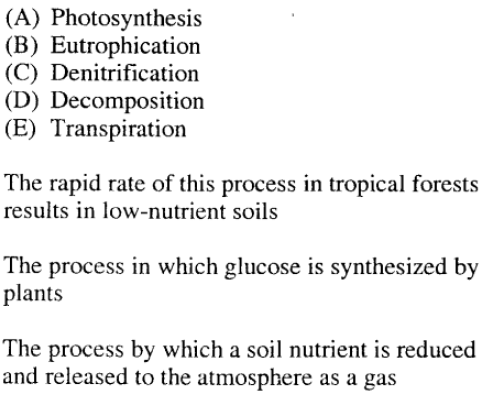 (A) Photosynthesis
(B) Eutrophication
(C) Denitrification
(D) Decomposition
(E) Transpiration
The rapid rate of this process in tropical forests
results in low-nutrient soils
The process in which glucose is synthesized by
plants
The process by which a soil nutrient is reduced
and released to the atmosphere as a gas